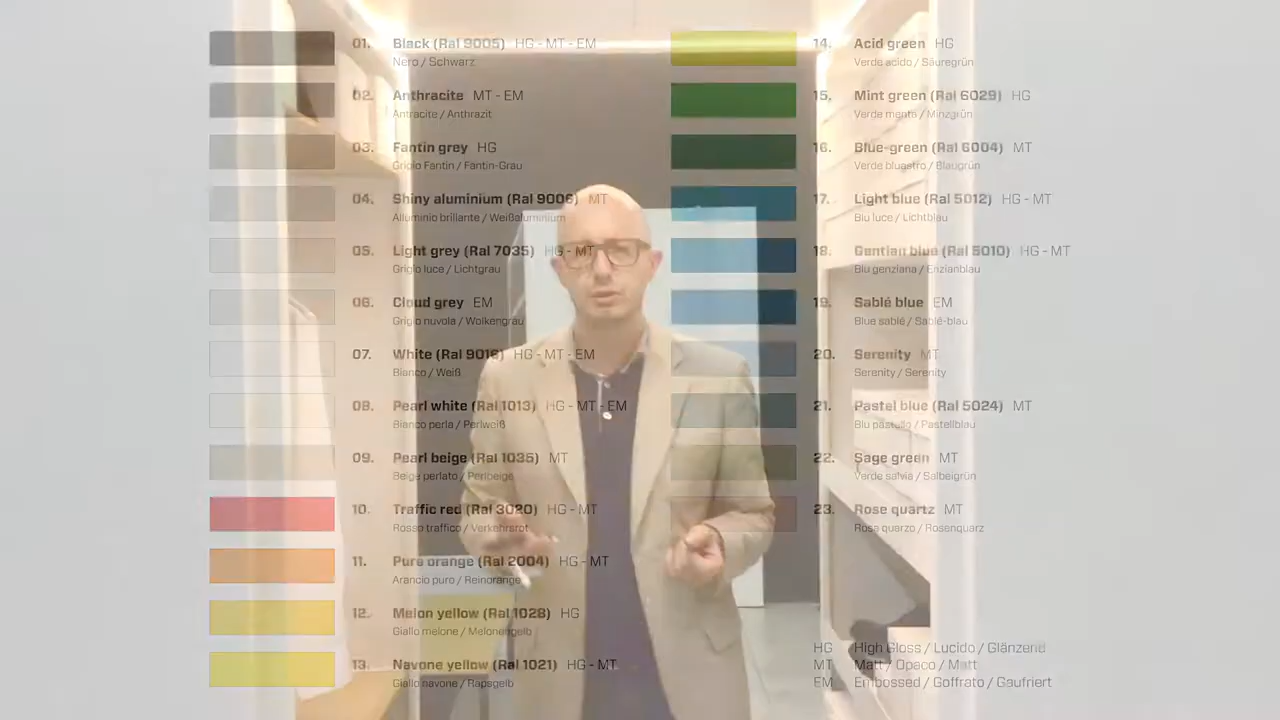 01. Black (Ral 9005) HG - MT - EM
Nero / Schwarz
02. Anthracite MT - EM
Antracite / Anthrazit
03. Fantin grey HG
Grigio Fantin / Fantin-Grau
04. Shiny aluminium (Ral 9006) MT
Alluminio brillante / Weißaluminium
05. Light grey (Ral 7035) HG - MT
Grigio luce / Lichtgrau
06. Cloud grey EM
Grigio nuvola / Wolkengrau
07. White (Ral 9016) HG - MT - EM
Bianco / Weiß
08. Pearl white (Ral 1013) HG - MT - EM
Bianco perla / Perlweiß
09. Pearl beige (Ral 1035) MT
Beige perlato / Perlbeige
10. Traffic red (Ral 3020) HG - MT
Rosso traffico / Verkehrsrot
11. Pure orange (Ral 2004) HG - MT
Arancio puro / Reinorange
12. Melon yellow (Ral 1028) HG
Giallo melone / Melonengelb
13. Navone yellow (Ral 1021) HG - MT
Giallo navone / Rapsgelb
14. Acid green HG
Verde acido / Säuregrün
15. Mint green (Ral 6029) HG
Verde menta / Minzgrün
16. Blue-green (Ral 6004) MT
Verde bluastro / Blaugrün
17. Light blue (Ral 5012) HG - MT
Blu luce / Lichtblau
18. Gentian blue (Ral 5010) HG - MT
Blu genziana / Enzianblau
19. Sablé blue EM
Blue sablé / Sablé-blau
20. Serenity MT
Serenity / Serenity
21. Pastel blue (Ral 5024) MT
Blu pastello / Pastellblau
22. Sage green MT
Verde salvia / Salbeigrün
23. Rose quartz MT
Rosa quarzo / Rosenquarz
HG High Gloss / Lucido / Glänzend
MT Matt / Opaco / Matt
EM Embossed / Goffrato / Gaufriert